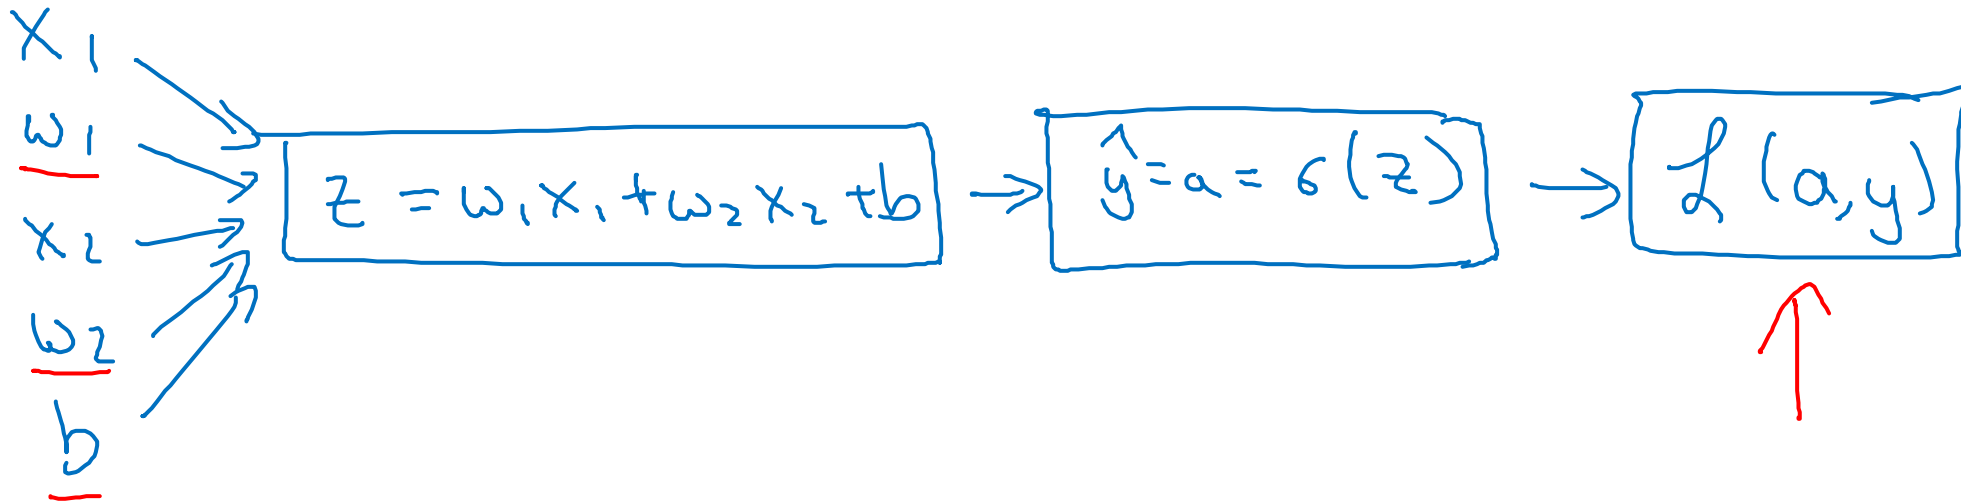 x₁
w₁
x₂
w₂
b
z = w₁x₁ + w₂x₂ + b
ŷ = a = σ(z)
ℒ(a, y)